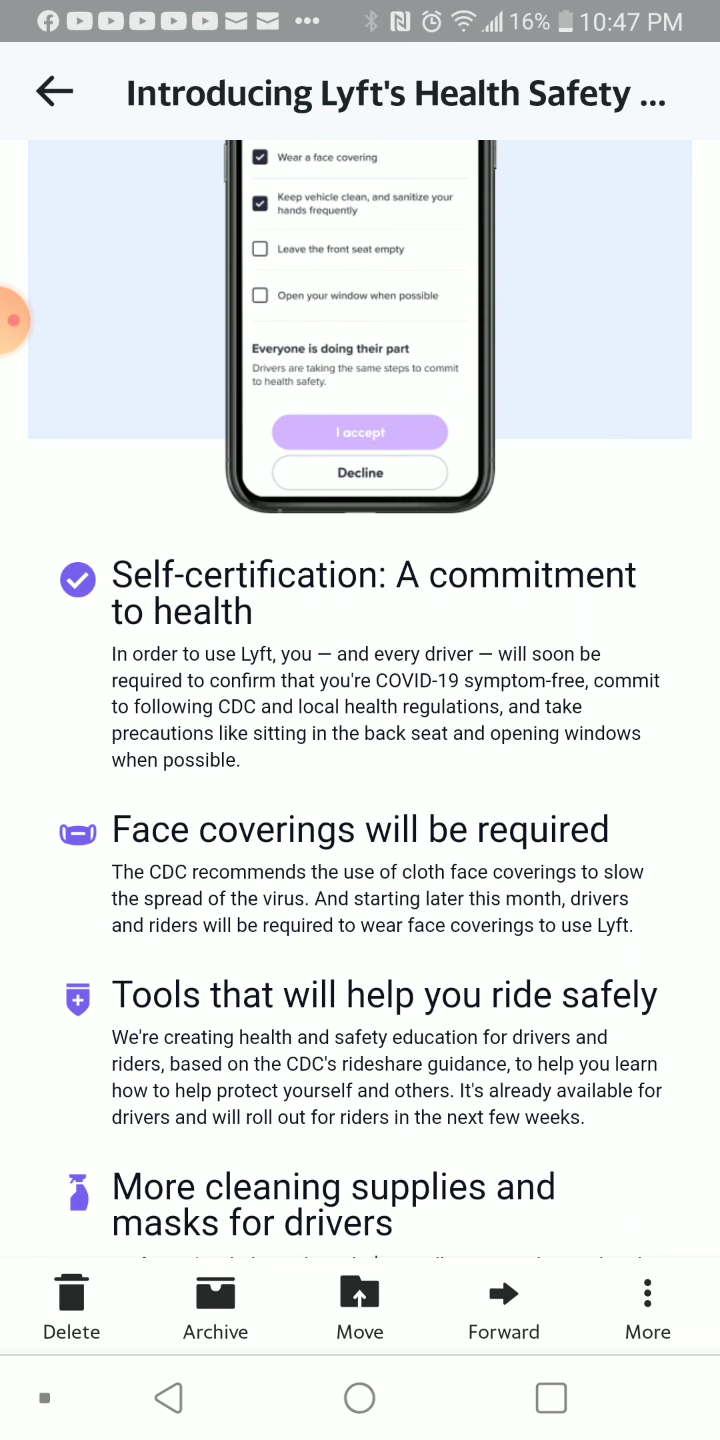 16% 10:47 PM
Introducing Lyft's Health Safety ...
Wear a face covering
Keep vehicle clean, and sanitize your
hands frequently
Leave the front seat empty
Open your window when possible
Everyone is doing their part
Drivers are taking the same steps to commit
to health safety.
I accept
Decline
Self-certification: A commitment
to health
In order to use Lyft, you — and every driver — will soon be
required to confirm that you're COVID-19 symptom-free, commit
to following CDC and local health regulations, and take
precautions like sitting in the back seat and opening windows
when possible.
Face coverings will be required
The CDC recommends the use of cloth face coverings to slow
the spread of the virus. And starting later this month, drivers
and riders will be required to wear face coverings to use Lyft.
Tools that will help you ride safely
We're creating health and safety education for drivers and
riders, based on the CDC's rideshare guidance, to help you learn
how to help protect yourself and others. It's already available for
drivers and will roll out for riders in the next few weeks.
More cleaning supplies and
masks for drivers
Delete Archive Move Forward More